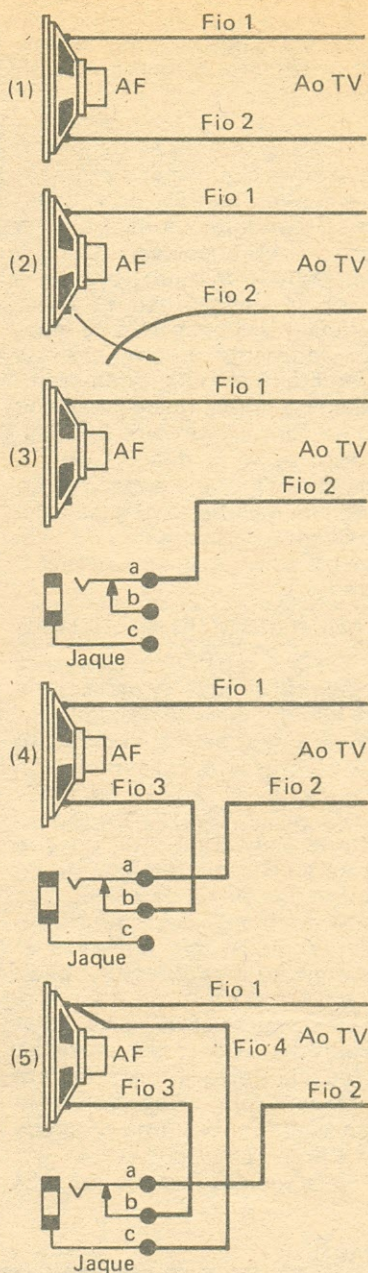 Fio 1
(1) AF Ao TV
Fio 2
Fio 1
(2) AF Ao TV
Fio 2
Fio 1
(3) AF Ao TV
Fio 2
a
b
c
Jaque
Fio 1
(4) AF Ao TV
Fio 3 Fio 2
a
b
c
Jaque
Fio 1
(5) AF Fio 4 Ao TV
Fio 3 Fio 2
a
b
c
Jaque